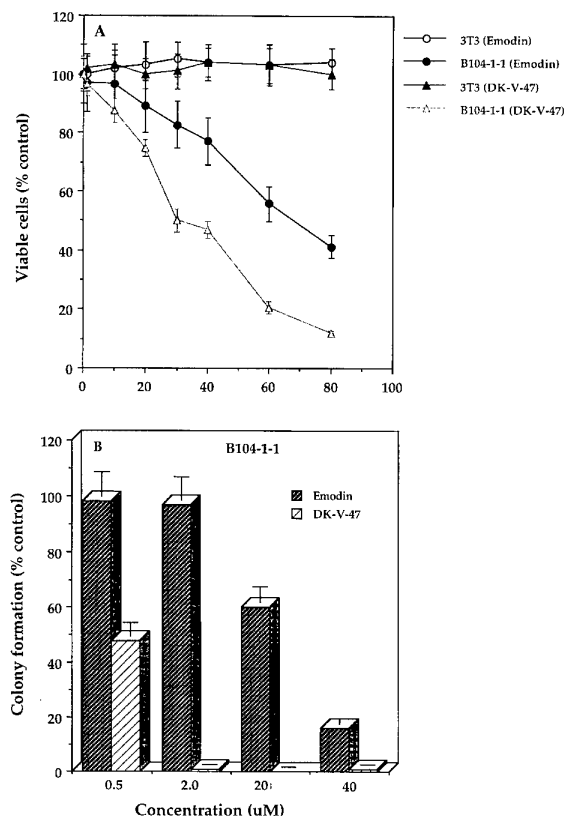 A
3T3 (Emodin)
B104-1-1 (Emodin)
3T3 (DK-V-47)
B104-1-1 (DK-V-47)
Viable cells (% control)
120
100
80
60
40
20
0
0 20 40 60 80 100
B B104-1-1
Emodin
DK-V-47
Colony formation (% control)
120
100
80
60
40
20
0
0.5 2.0 20 40
Concentration (uM)